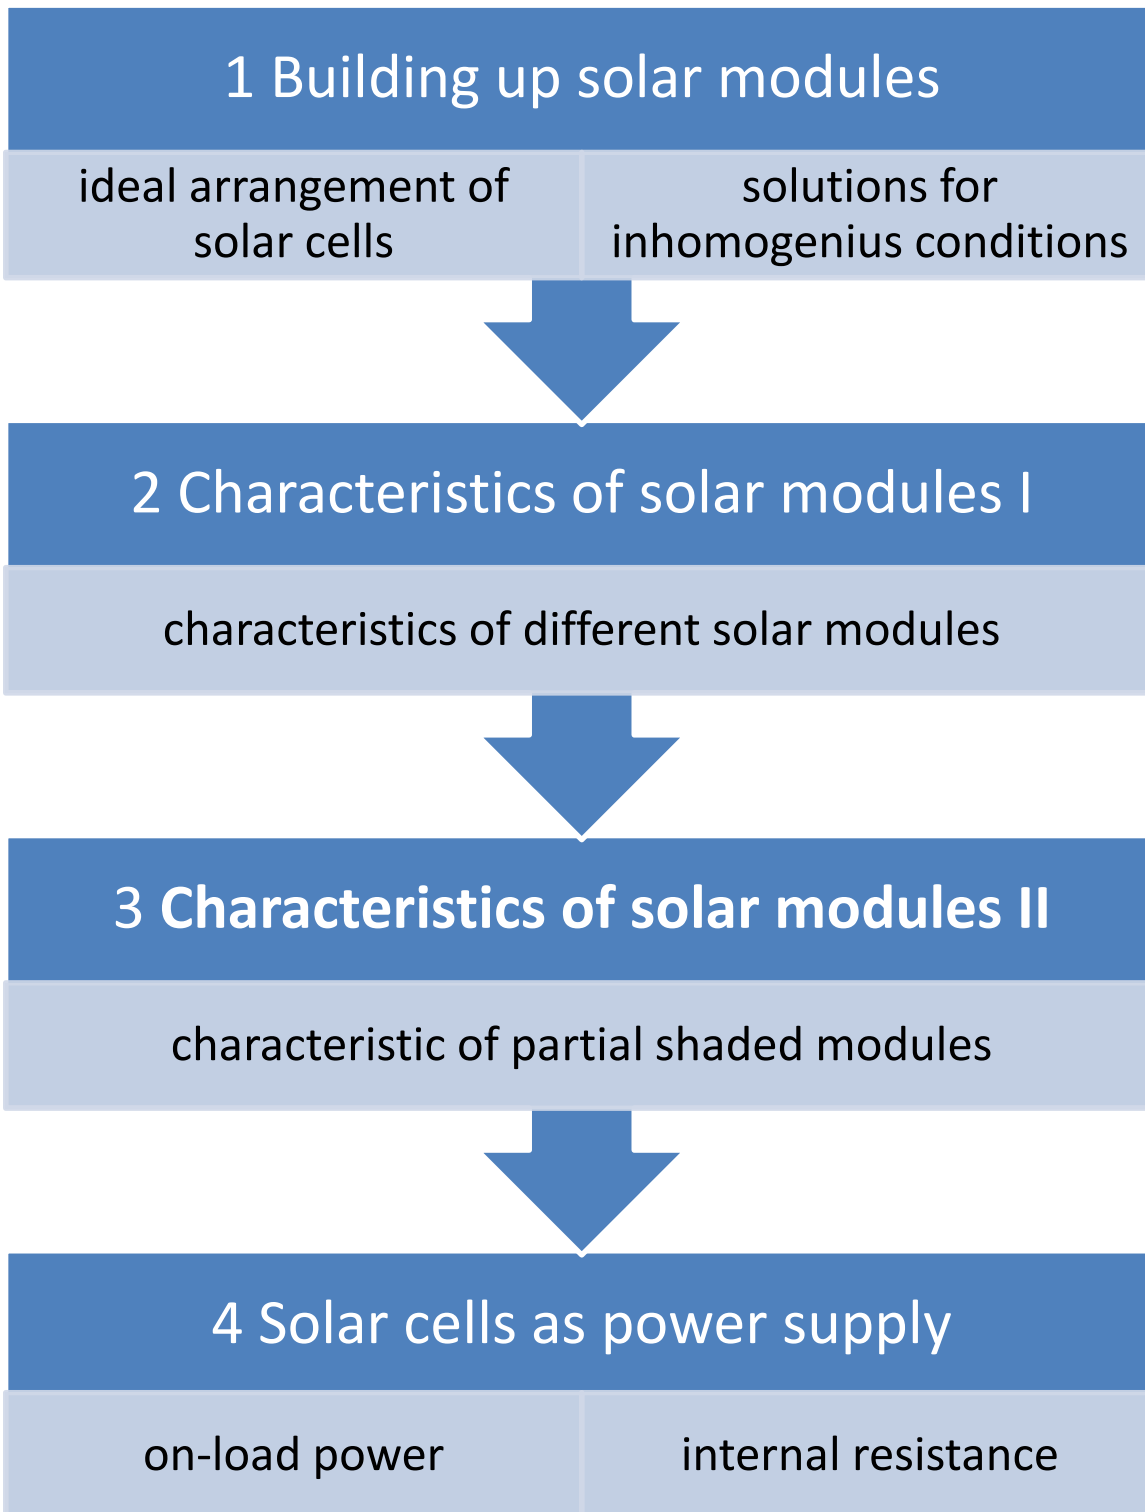 1 Building up solar modules
ideal arrangement of
solar cells
solutions for
inhomogenius conditions
2 Characteristics of solar modules I
characteristics of different solar modules
3 Characteristics of solar modules II
characteristic of partial shaded modules
4 Solar cells as power supply
on-load power
internal resistance